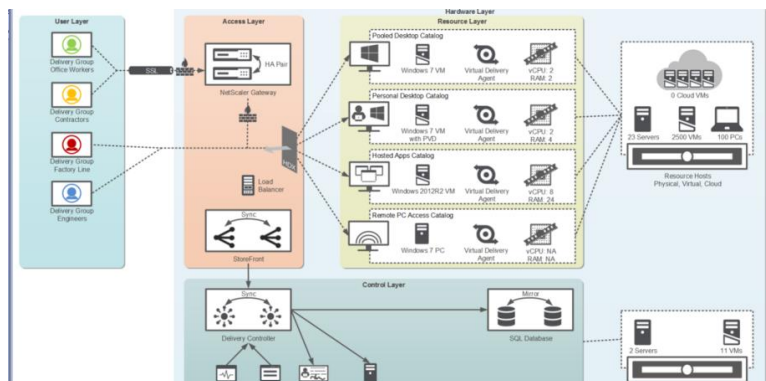 Hardware Layer
User Layer
Access Layer
Resource Layer
Delivery Group
Office Workers
Delivery Group
Contractors
Delivery Group
Factory Line
Delivery Group
Engineers
SSL
HA Pair
NetScaler Gateway
HDX
Load
Balancer
Sync
StoreFront
Pooled Desktop Catalog
Windows 7 VM
Virtual Delivery
Agent
vCPU: 2
RAM: 2
Personal Desktop Catalog
Windows 7 VM
with PVD
Virtual Delivery
Agent
vCPU: 2
RAM: 4
Hosted Apps Catalog
Windows 2012R2 VM
Virtual Delivery
Agent
vCPU: 8
RAM: 24
Remote PC Access Catalog
Windows 7 PC
Virtual Delivery
Agent
vCPU: NA
RAM: NA
0 Cloud VMs
23 Servers
2500 VMs
100 PCs
Resource Hosts
Physical, Virtual, Cloud
Control Layer
Sync
Delivery Controller
Mirror
SQL Database
2 Servers
11 VMs